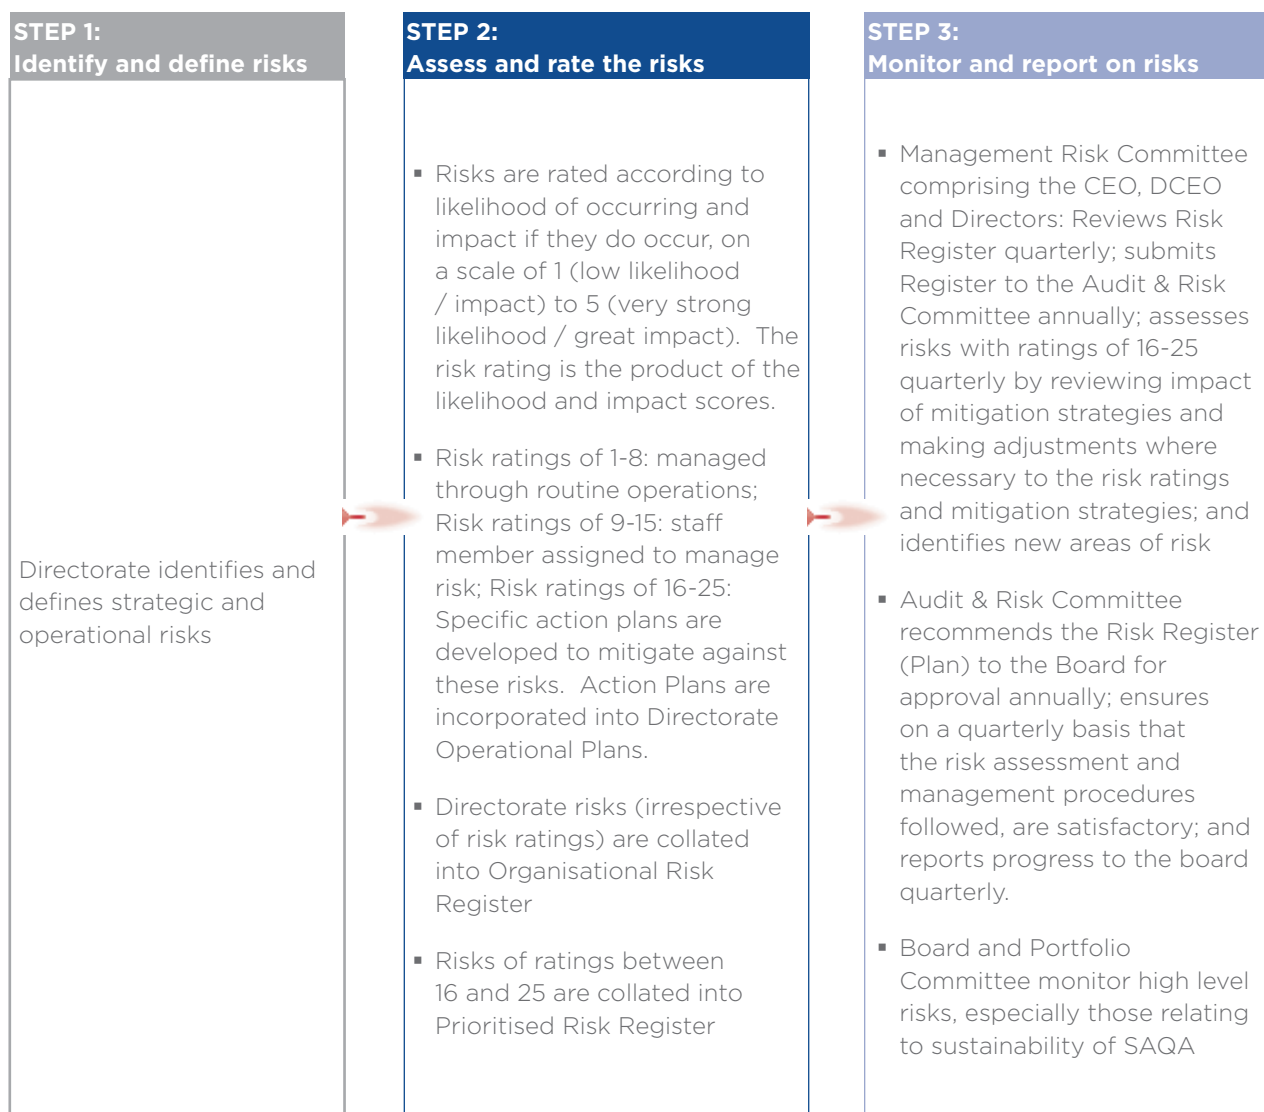 STEP 1:
Identify and define risks
Directorate identifies and
defines strategic and
operational risks
STEP 2:
Assess and rate the risks
▪ Risks are rated according to
likelihood of occurring and
impact if they do occur, on
a scale of 1 (low likelihood
/ impact) to 5 (very strong
likelihood / great impact).  The
risk rating is the product of the
likelihood and impact scores.
▪ Risk ratings of 1-8: managed
through routine operations;
Risk ratings of 9-15: staff
member assigned to manage
risk; Risk ratings of 16-25:
Specific action plans are
developed to mitigate against
these risks.  Action Plans are
incorporated into Directorate
Operational Plans.
▪ Directorate risks (irrespective
of risk ratings) are collated
into Organisational Risk
Register
▪ Risks of ratings between
16 and 25 are collated into
Prioritised Risk Register
STEP 3:
Monitor and report on risks
▪ Management Risk Committee
comprising the CEO, DCEO
and Directors: Reviews Risk
Register quarterly; submits
Register to the Audit & Risk
Committee annually; assesses
risks with ratings of 16-25
quarterly by reviewing impact
of mitigation strategies and
making adjustments where
necessary to the risk ratings
and mitigation strategies; and
identifies new areas of risk
▪ Audit & Risk Committee
recommends the Risk Register
(Plan) to the Board for
approval annually; ensures
on a quarterly basis that
the risk assessment and
management procedures
followed, are satisfactory; and
reports progress to the board
quarterly.
▪ Board and Portfolio
Committee monitor high level
risks, especially those relating
to sustainability of SAQA